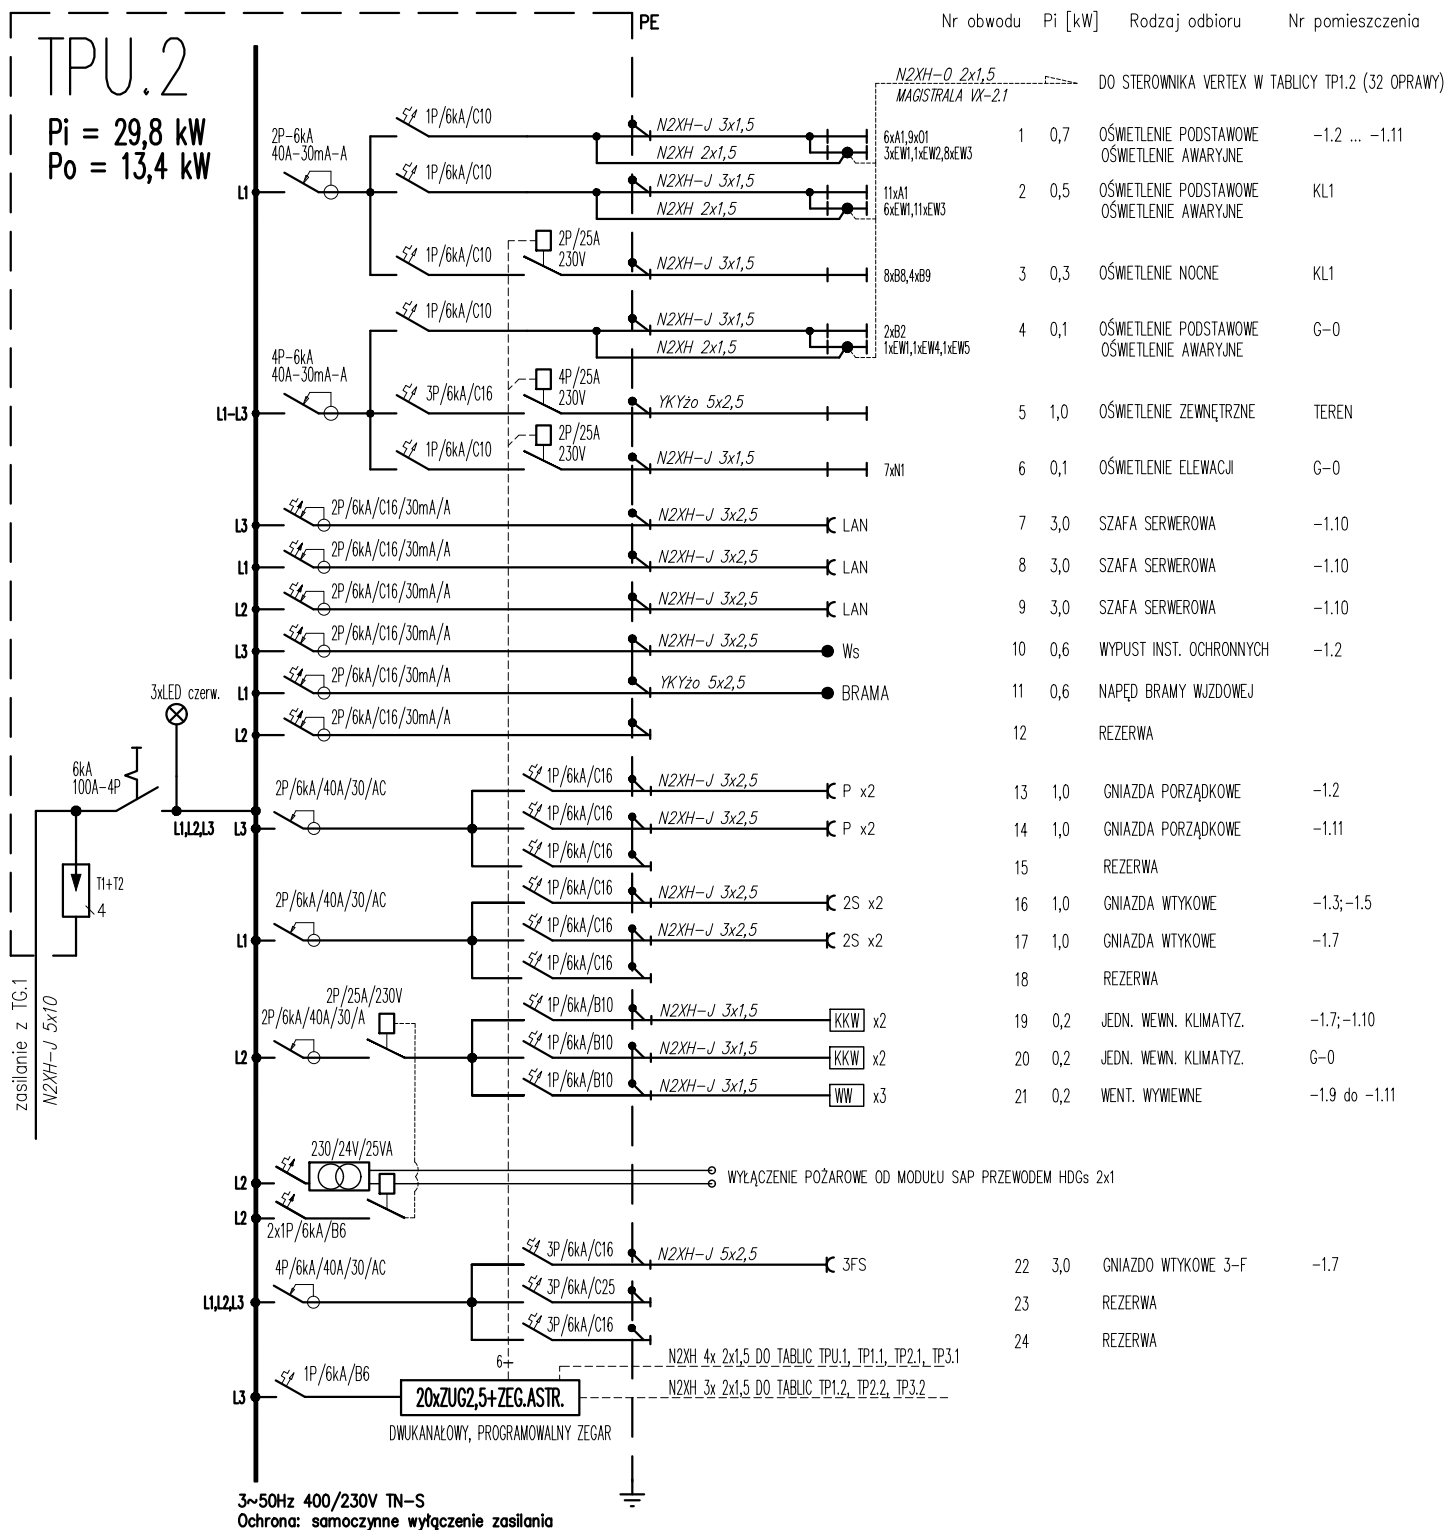 PE
Nr obwodu Pi [kW] Rodzaj odbioru Nr pomieszczenia
TPU.2
Pi = 29,8 kW
Po = 13,4 kW
N2XH-O 2x1,5
MAGISTRALA VX-2.1
DO STEROWNIKA VERTEX W TABLICY TP1.2 (32 OPRAWY)
2P-6kA
40A-30mA-A
L1
1P/6kA/C10 N2XH-J 3x1,5 6xA1,9xO1 1 0,7 OŚWIETLENIE PODSTAWOWE -1.2 ... -1.11
N2XH 2x1,5 3xEW1,1xEW2,8xEW3 OŚWIETLENIE AWARYJNE
1P/6kA/C10 N2XH-J 3x1,5 11xA1 2 0,5 OŚWIETLENIE PODSTAWOWE KL1
N2XH 2x1,5 6xEW1,11xEW3 OŚWIETLENIE AWARYJNE
2P/25A
230V
1P/6kA/C10 N2XH-J 3x1,5 8xB8,4xB9 3 0,3 OŚWIETLENIE NOCNE KL1
4P-6kA
40A-30mA-A
L1-L3
1P/6kA/C10 N2XH-J 3x1,5 2xB2 4 0,1 OŚWIETLENIE PODSTAWOWE G-0
N2XH 2x1,5 1xEW1,1xEW4,1xEW5 OŚWIETLENIE AWARYJNE
4P/25A
230V
3P/6kA/C16 YKYżo 5x2,5 5 1,0 OŚWIETLENIE ZEWNĘTRZNE TEREN
2P/25A
230V
1P/6kA/C10 N2XH-J 3x1,5 7xN1 6 0,1 OŚWIETLENIE ELEWACJI G-0
L3 2P/6kA/C16/30mA/A N2XH-J 3x2,5 LAN 7 3,0 SZAFA SERWEROWA -1.10
L1 2P/6kA/C16/30mA/A N2XH-J 3x2,5 LAN 8 3,0 SZAFA SERWEROWA -1.10
L2 2P/6kA/C16/30mA/A N2XH-J 3x2,5 LAN 9 3,0 SZAFA SERWEROWA -1.10
L3 2P/6kA/C16/30mA/A N2XH-J 3x2,5 Ws 10 0,6 WYPUST INST. OCHRONNYCH -1.2
L1 2P/6kA/C16/30mA/A YKYżo 5x2,5 BRAMA 11 0,6 NAPĘD BRAMY WJZDOWEJ
L2 2P/6kA/C16/30mA/A 12 REZERWA
3xLED czerw.
6kA
100A-4P
L1,L2,L3
T1+T2
4
zasilanie z TG.1
N2XH-J 5x10
L3 2P/6kA/40A/30/AC
1P/6kA/C16 N2XH-J 3x2,5 P x2 13 1,0 GNIAZDA PORZĄDKOWE -1.2
1P/6kA/C16 N2XH-J 3x2,5 P x2 14 1,0 GNIAZDA PORZĄDKOWE -1.11
1P/6kA/C16 15 REZERWA
L1 2P/6kA/40A/30/AC
1P/6kA/C16 N2XH-J 3x2,5 2S x2 16 1,0 GNIAZDA WTYKOWE -1.3;-1.5
1P/6kA/C16 N2XH-J 3x2,5 2S x2 17 1,0 GNIAZDA WTYKOWE -1.7
1P/6kA/C16 18 REZERWA
2P/25A/230V
L2 2P/6kA/40A/30/A
1P/6kA/B10 N2XH-J 3x1,5 KKW x2 19 0,2 JEDN. WEWN. KLIMATYZ. -1.7;-1.10
1P/6kA/B10 N2XH-J 3x1,5 KKW x2 20 0,2 JEDN. WEWN. KLIMATYZ. G-0
1P/6kA/B10 N2XH-J 3x1,5 WW x3 21 0,2 WENT. WYWIEWNE -1.9 do -1.11
230/24V/25VA
L2 WYŁĄCZENIE POŻAROWE OD MODUŁU SAP PRZEWODEM HDGs 2x1
L2 2x1P/6kA/B6
L1,L2,L3 4P/6kA/40A/30/AC
3P/6kA/C16 N2XH-J 5x2,5 3FS 22 3,0 GNIAZDO WTYKOWE 3-F -1.7
3P/6kA/C25 23 REZERWA
3P/6kA/C16 24 REZERWA
6
N2XH 4x 2x1,5 DO TABLIC TPU.1, TP1.1, TP2.1, TP3.1
L3 1P/6kA/B6 20xZUG2,5+ZEG.ASTR. N2XH 3x 2x1,5 DO TABLIC TP1.2, TP2.2, TP3.2
DWUKANAŁOWY, PROGRAMOWALNY ZEGAR
3~50Hz 400/230V TN-S
Ochrona: samoczynne wyłączenie zasilania